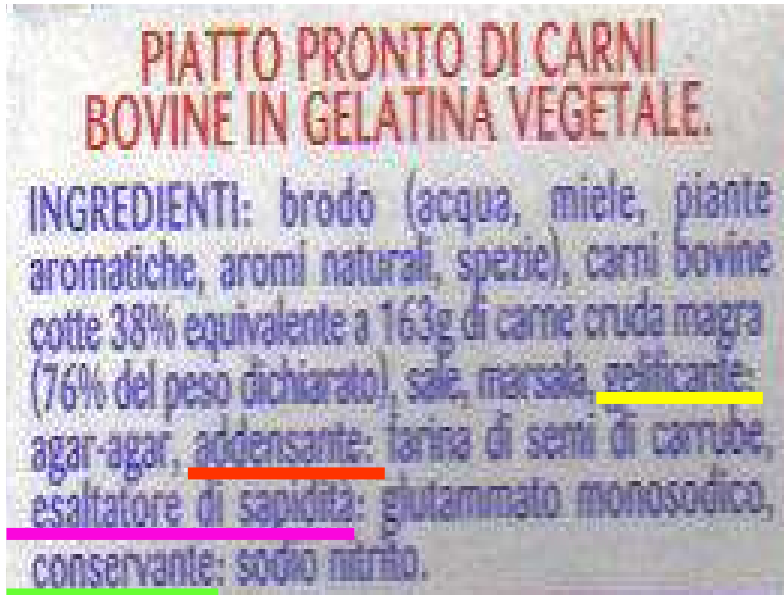 PIATTO PRONTO DI CARNI
BOVINE IN GELATINA VEGETALE.
INGREDIENTI: brodo (acqua, miele, piante
aromatiche, aromi naturali, spezie), carni bovine
cotte 38% equivalente a 163g di carne cruda magra
(76% del peso dichiarato), sale, marsala, gelificante:
agar-agar, addensante: farina di semi di carrube,
esaltatore di sapidità: glutammato monosodico,
conservante: sodio nitrito.